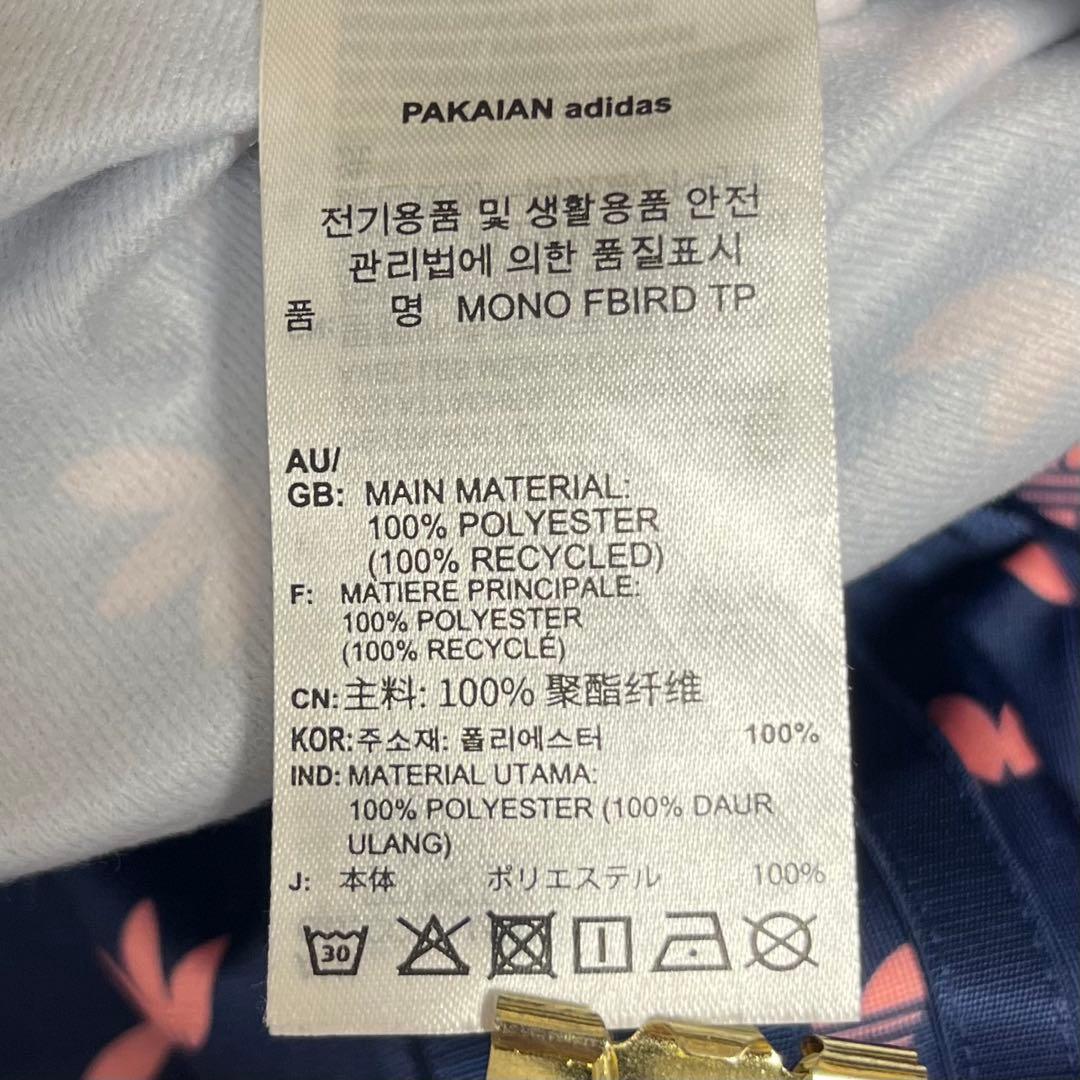 PAKAIAN adidas
전기용품 및 생활용품 안전
관리법에 의한 품질표시
품 명 MONO FBIRD TP
AU/
GB: MAIN MATERIAL:
100% POLYESTER
(100% RECYCLED)
F: MATIERE PRINCIPALE:
100% POLYESTER
(100% RECYCLÉ)
CN: 主料: 100% 聚酯纤维
KOR: 주소재: 폴리에스터 100%
IND: MATERIAL UTAMA:
100% POLYESTER (100% DAUR
ULANG)
J: 本体 ポリエステル 100%
30